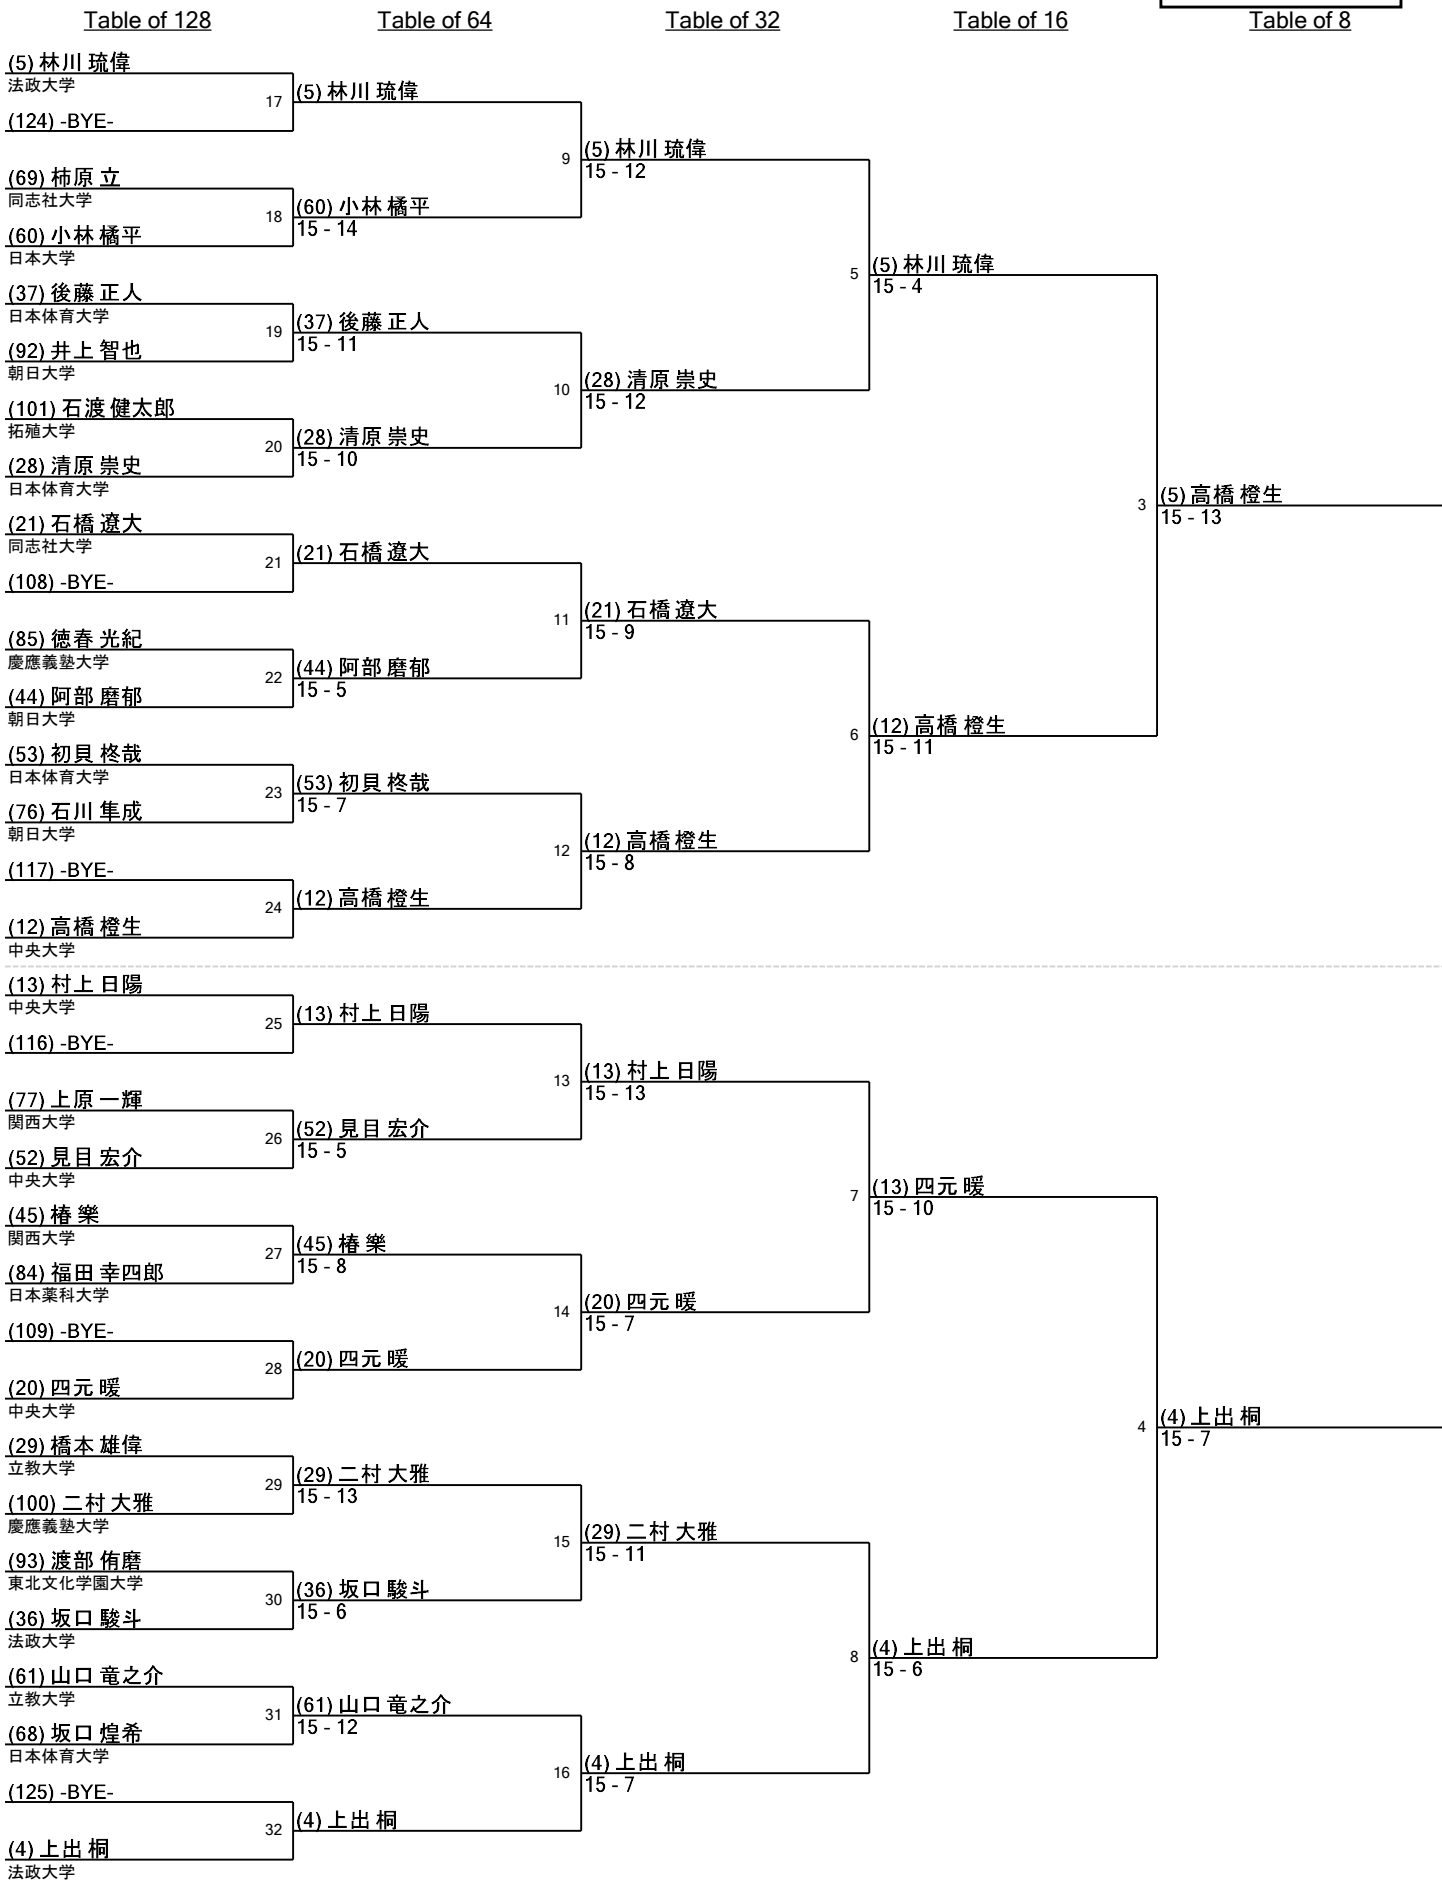 Table of 128
Table of 64
Table of 32
Table of 16
Table of 8
(5) 林川 琉偉
法政大学
17
(124) -BYE-
(69) 柿原 立
同志社大学
18
(60) 小林 橘平
日本大学
(37) 後藤 正人
日本体育大学
19
(92) 井上 智也
朝日大学
(101) 石渡 健太郎
拓殖大学
20
(28) 清原 崇史
日本体育大学
(21) 石橋 遼大
同志社大学
21
(108) -BYE-
(85) 徳春 光紀
慶應義塾大学
22
(44) 阿部 磨郁
朝日大学
(53) 初貝 柊哉
日本体育大学
23
(76) 石川 隼成
朝日大学
(117) -BYE-
24
(12) 高橋 橙生
中央大学
(13) 村上 日陽
中央大学
25
(116) -BYE-
(77) 上原 一輝
関西大学
26
(52) 見目 宏介
中央大学
(45) 椿 樂
関西大学
27
(84) 福田 幸四郎
日本薬科大学
(109) -BYE-
28
(20) 四元 暖
中央大学
(29) 橋本 雄偉
立教大学
29
(100) 二村 大雅
慶應義塾大学
(93) 渡部 侑磨
東北文化学園大学
30
(36) 坂口 駿斗
法政大学
(61) 山口 竜之介
立教大学
31
(68) 坂口 煌希
日本体育大学
(125) -BYE-
32
(4) 上出 桐
法政大学
(5) 林川 琉偉
9
(60) 小林 橘平
15 - 14
(37) 後藤 正人
15 - 11
10
(28) 清原 崇史
15 - 10
(21) 石橋 遼大
11
(44) 阿部 磨郁
15 - 5
(53) 初貝 柊哉
15 - 7
12
(12) 高橋 橙生
(13) 村上 日陽
13
(52) 見目 宏介
15 - 5
(45) 椿 樂
15 - 8
14
(20) 四元 暖
(29) 二村 大雅
15 - 13
15
(36) 坂口 駿斗
15 - 6
(61) 山口 竜之介
15 - 12
16
(4) 上出 桐
(5) 林川 琉偉
15 - 12
5
(28) 清原 崇史
15 - 12
(21) 石橋 遼大
15 - 9
6
(12) 高橋 橙生
15 - 8
(13) 村上 日陽
15 - 13
7
(20) 四元 暖
15 - 7
(29) 二村 大雅
15 - 11
8
(4) 上出 桐
15 - 7
(5) 林川 琉偉
15 - 4
3
(12) 高橋 橙生
15 - 11
(13) 四元 暖
15 - 10
4
(4) 上出 桐
15 - 6
(5) 高橋 橙生
15 - 13
(4) 上出 桐
15 - 7